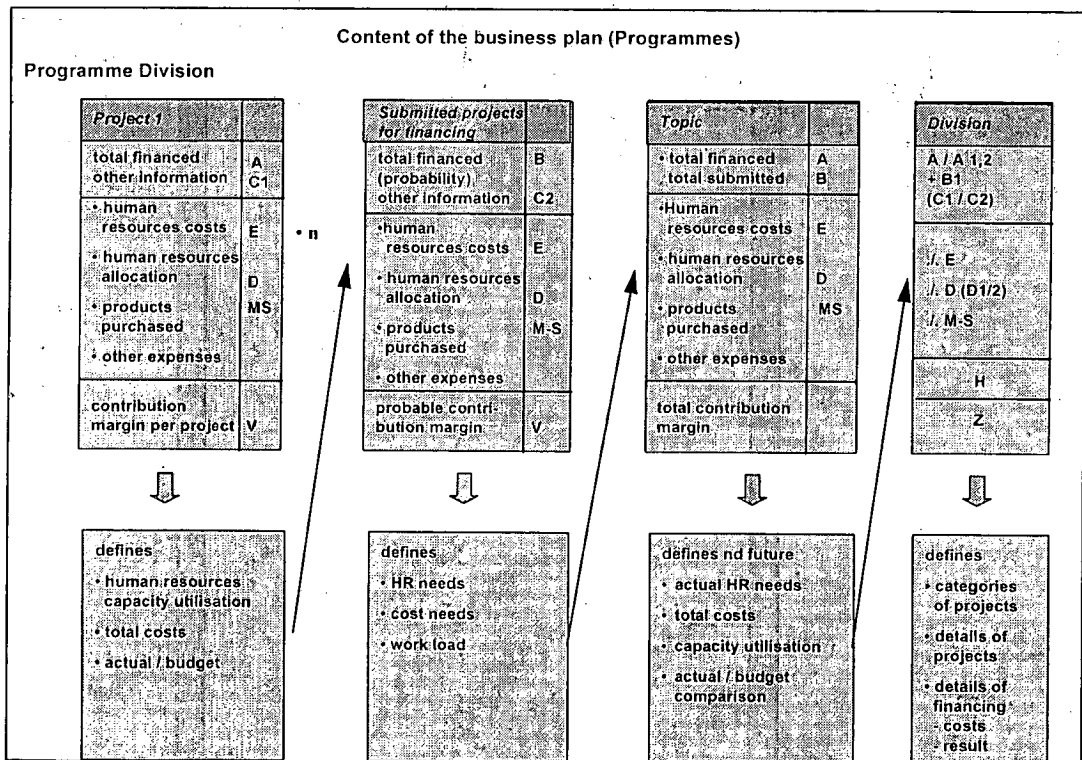 Content of the business plan (Programmes)
Programme Division
Project 1
total financed A
other information C1
• human
resources costs E
• human resources
allocation D
• products MS
purchased
• other expenses
contribution
margin per project V
• n
Submitted projects
for financing
total financed B
(probability)
other information C2
•human
resources costs E
• human resources
allocation D
• products M-S
purchased
• other expenses
probable contri-
bution margin V
Topic
• total financed A
total submitted B
•Human
resources costs E
• human resources
allocation D
• products MS
purchased
• other expenses
total contribution
margin
Division
A / A 1,2
+ B1
(C1 / C2)
./. E
./. D (D1/2)
./. M-S
H
Z
defines
• human resources
capacity utilisation
• total costs
• actual / budget
defines
• HR needs
• cost needs
• work load
defines nd future
• actual HR needs
• total costs
• capacity utilisation
• actual / budget
comparison
defines
• categories
of projects
• details of
projects
• details of
financing
- costs
- result